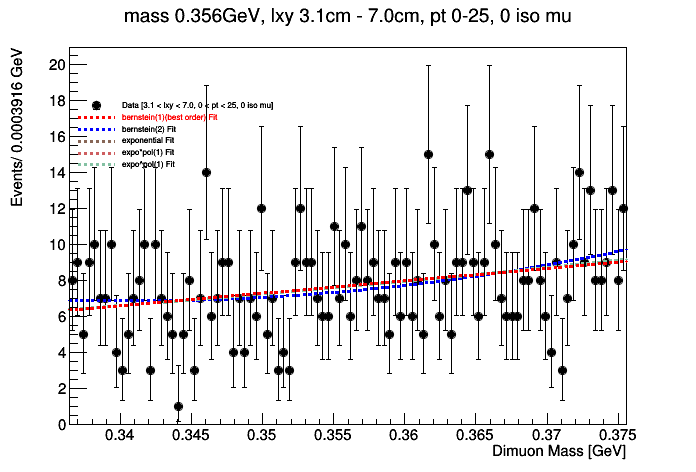 mass 0.356GeV, lxy 3.1cm - 7.0cm, pt 0-25, 0 iso mu
Events/ 0.0003916 GeV
20
18
16
14
12
10
8
6
4
2
0
Data [3.1 < lxy < 7.0, 0 < pt < 25, 0 iso mu]
bernstein(1)(best order) Fit
bernstein(2) Fit
exponential Fit
expo*pol(1) Fit
expo*pol(1) Fit
0.34 0.345 0.35 0.355 0.36 0.365 0.37 0.375
Dimuon Mass [GeV]